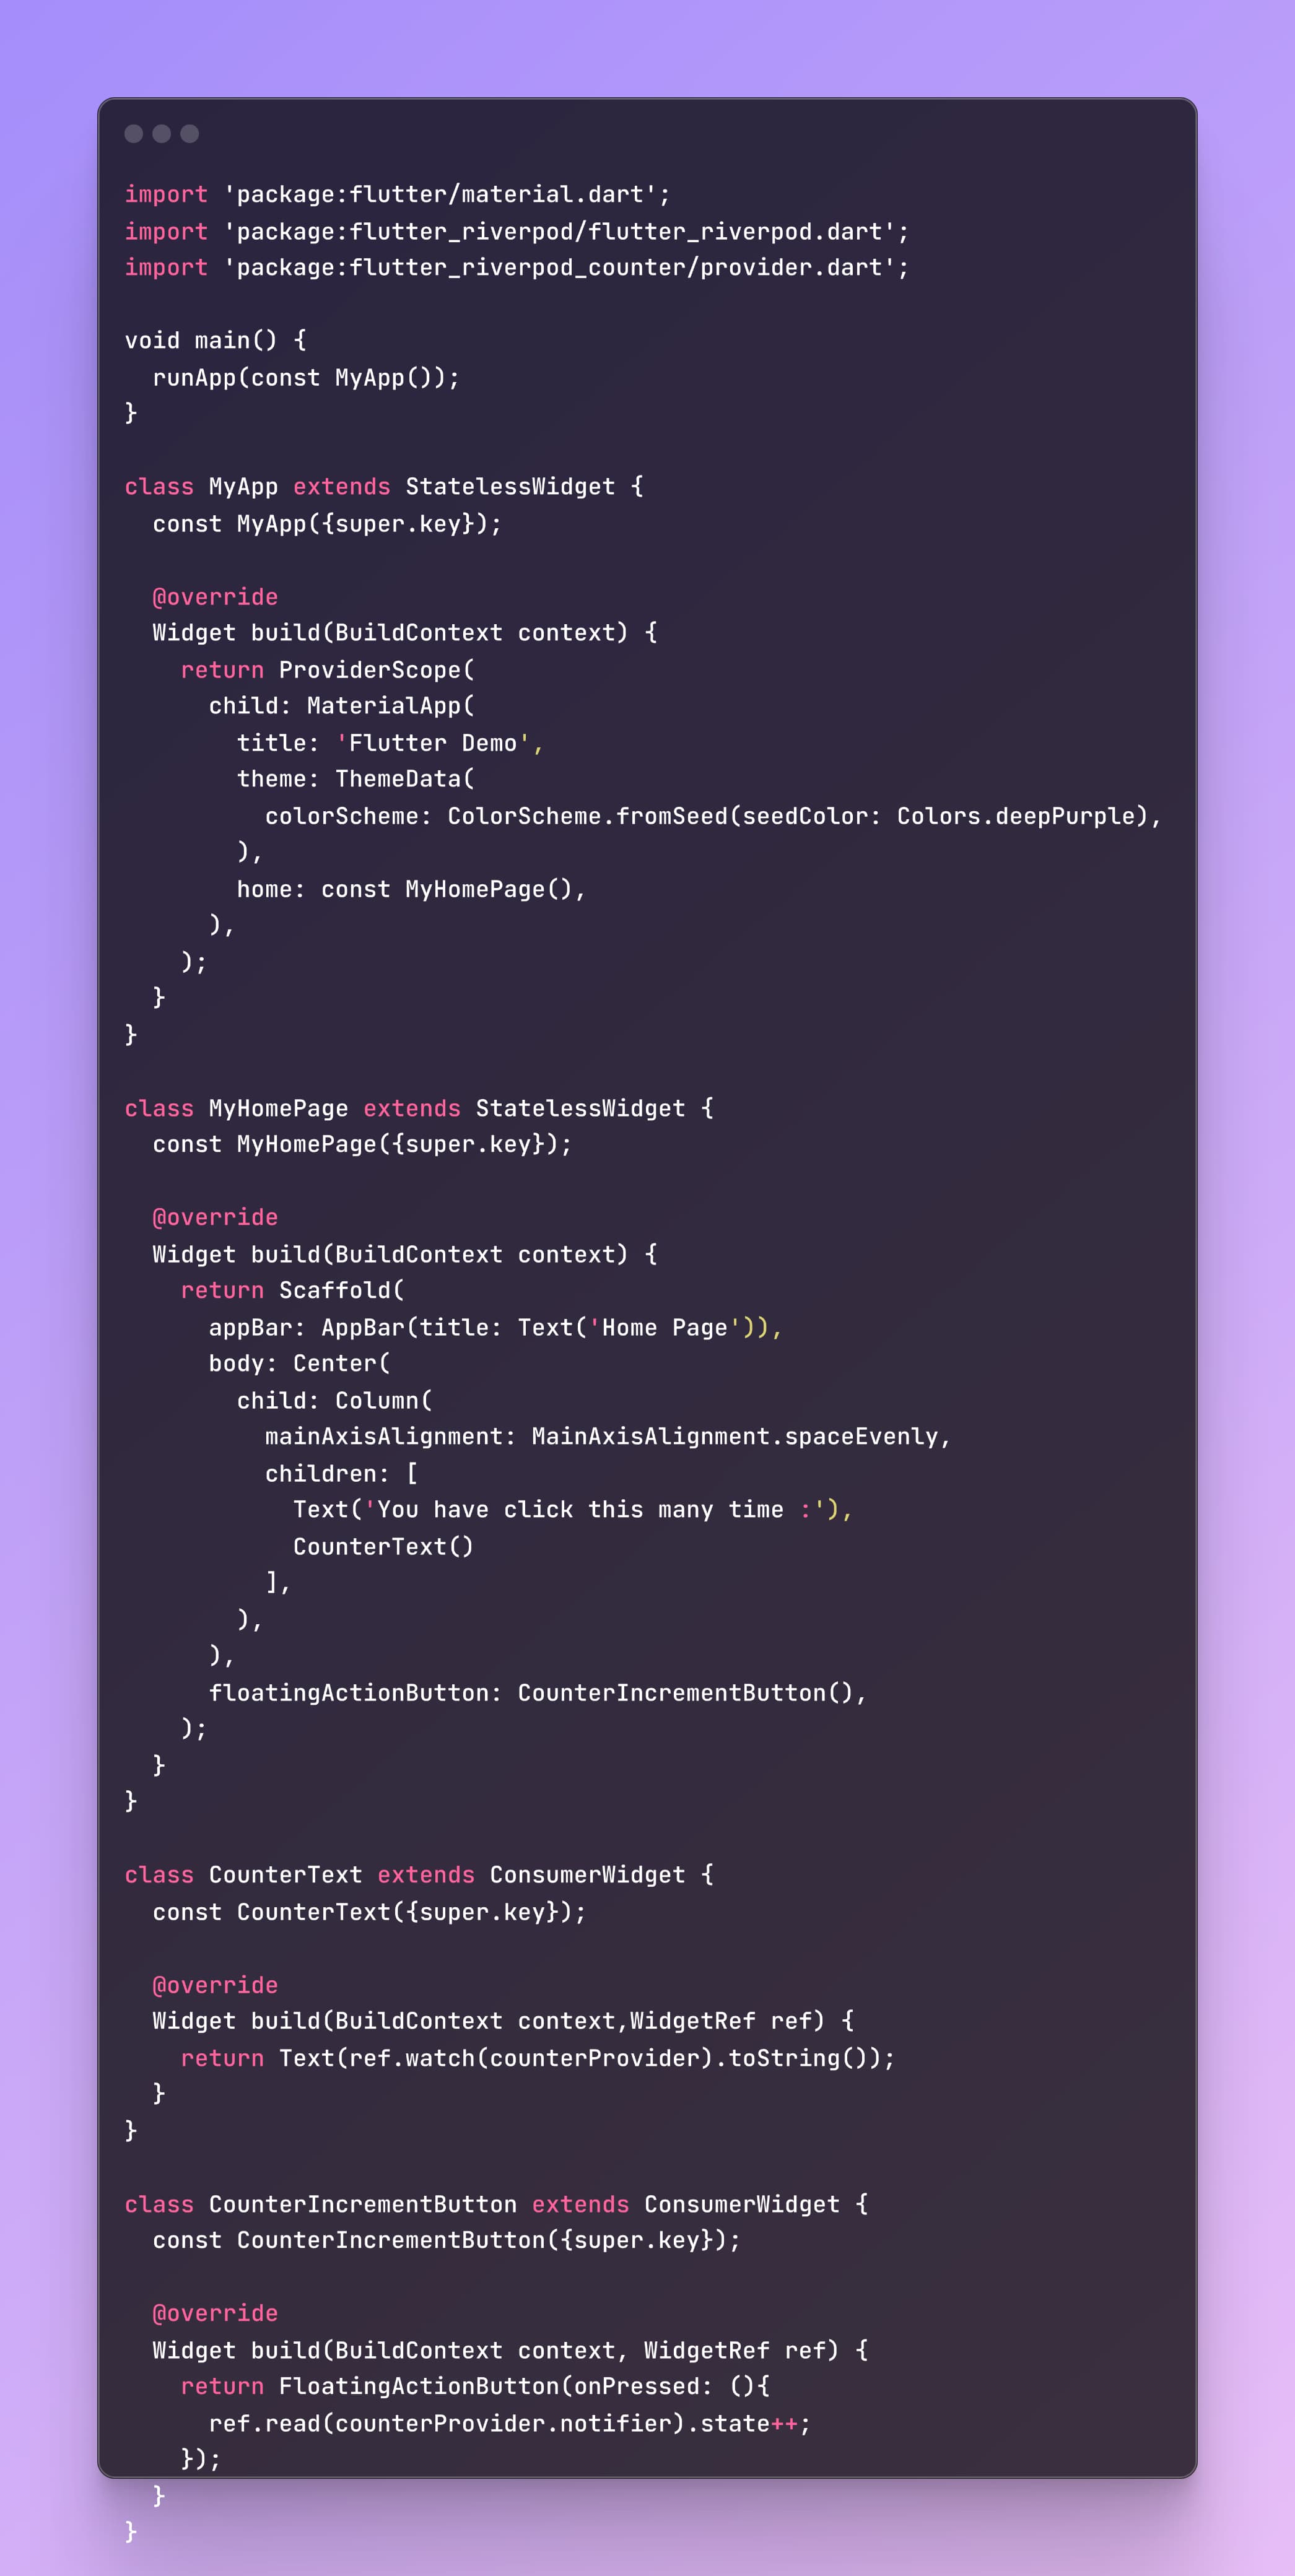 import 'package:flutter/material.dart';
import 'package:flutter_riverpod/flutter_riverpod.dart';
import 'package:flutter_riverpod_counter/provider.dart';

void main() {
  runApp(const MyApp());
}

class MyApp extends StatelessWidget {
  const MyApp({super.key});

  @override
  Widget build(BuildContext context) {
    return ProviderScope(
      child: MaterialApp(
        title: 'Flutter Demo',
        theme: ThemeData(
          colorScheme: ColorScheme.fromSeed(seedColor: Colors.deepPurple),
        ),
        home: const MyHomePage(),
      ),
    );
  }
}

class MyHomePage extends StatelessWidget {
  const MyHomePage({super.key});

  @override
  Widget build(BuildContext context) {
    return Scaffold(
      appBar: AppBar(title: Text('Home Page')),
      body: Center(
        child: Column(
          mainAxisAlignment: MainAxisAlignment.spaceEvenly,
          children: [
            Text('You have click this many time :'),
            CounterText()
          ],
        ),
      ),
      floatingActionButton: CounterIncrementButton(),
    );
  }
}

class CounterText extends ConsumerWidget {
  const CounterText({super.key});

  @override
  Widget build(BuildContext context,WidgetRef ref) {
    return Text(ref.watch(counterProvider).toString());
  }
}

class CounterIncrementButton extends ConsumerWidget {
  const CounterIncrementButton({super.key});

  @override
  Widget build(BuildContext context, WidgetRef ref) {
    return FloatingActionButton(onPressed: (){
      ref.read(counterProvider.notifier).state++;
    });
  }
}